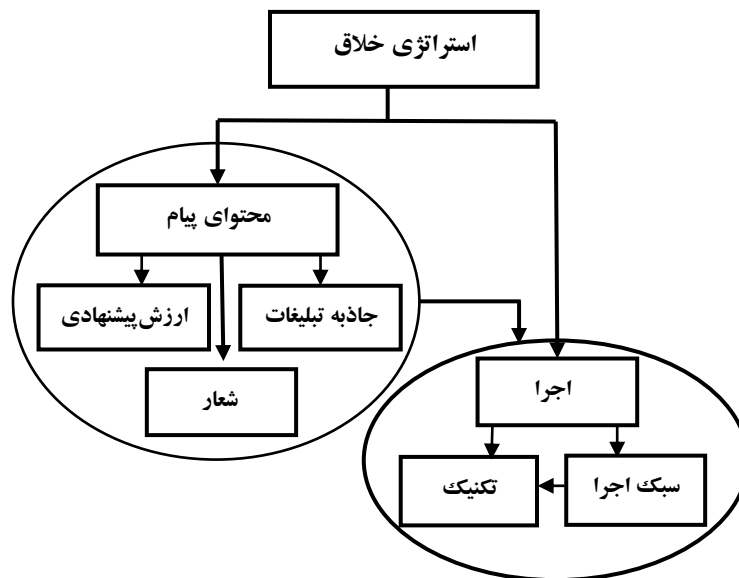 استراتژی خلاق
محتوای پیام
جاذبه تبلیغات
ارزش‌پیشنهادی
شعار
اجرا
سبک اجرا
تکنیک